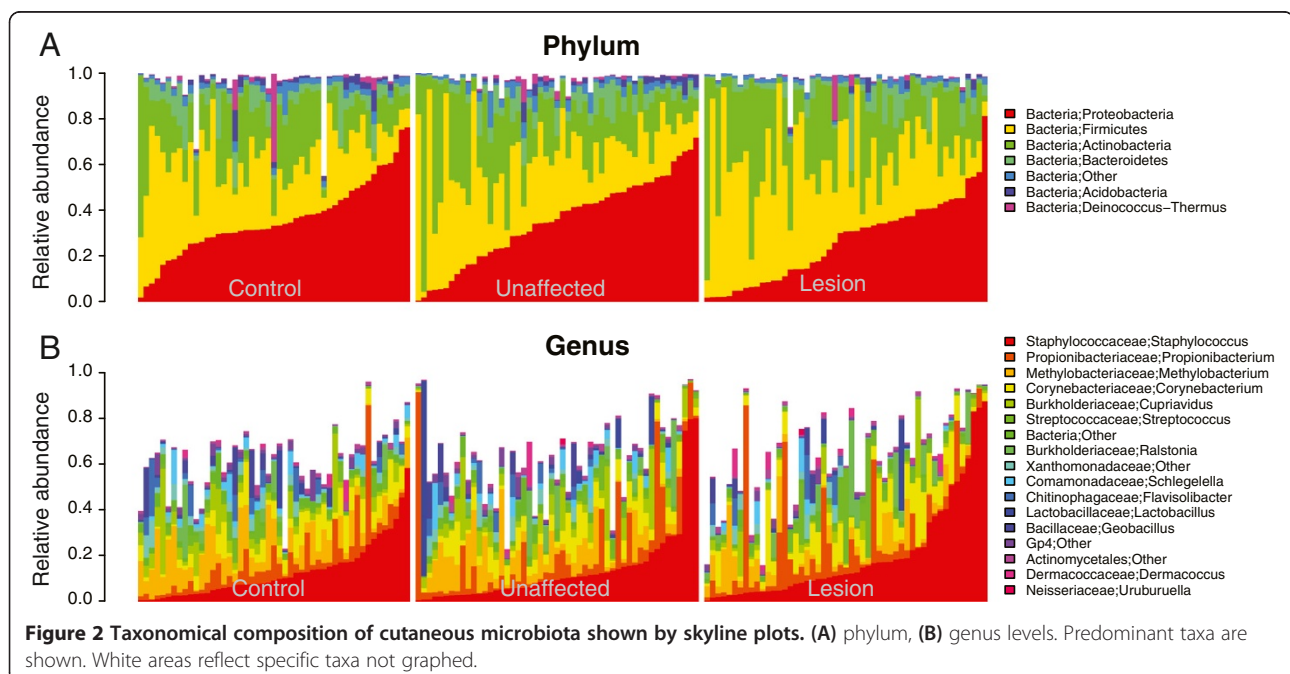 A
Phylum
Relative abundance
1.0
0.8
0.6
0.4
0.2
0.0
Control
Unaffected
Lesion
Bacteria;Proteobacteria
Bacteria;Firmicutes
Bacteria;Actinobacteria
Bacteria;Bacteroidetes
Bacteria;Other
Bacteria;Acidobacteria
Bacteria;Deinococcus−Thermus
B
Genus
Relative abundance
1.0
0.8
0.6
0.4
0.2
0.0
Control
Unaffected
Lesion
Staphylococcaceae;Staphylococcus
Propionibacteriaceae;Propionibacterium
Methylobacteriaceae;Methylobacterium
Corynebacteriaceae;Corynebacterium
Burkholderiaceae;Cupriavidus
Streptococcaceae;Streptococcus
Bacteria;Other
Burkholderiaceae;Ralstonia
Xanthomonadaceae;Other
Comamonadaceae;Schlegelella
Chitinophagaceae;Flavisolibacter
Lactobacillaceae;Lactobacillus
Bacillaceae;Geobacillus
Gp4;Other
Actinomycetales;Other
Dermacoccaceae;Dermacoccus
Neisseriaceae;Uruburuella
Figure 2 Taxonomical composition of cutaneous microbiota shown by skyline plots. (A) phylum, (B) genus levels. Predominant taxa are
shown. White areas reflect specific taxa not graphed.